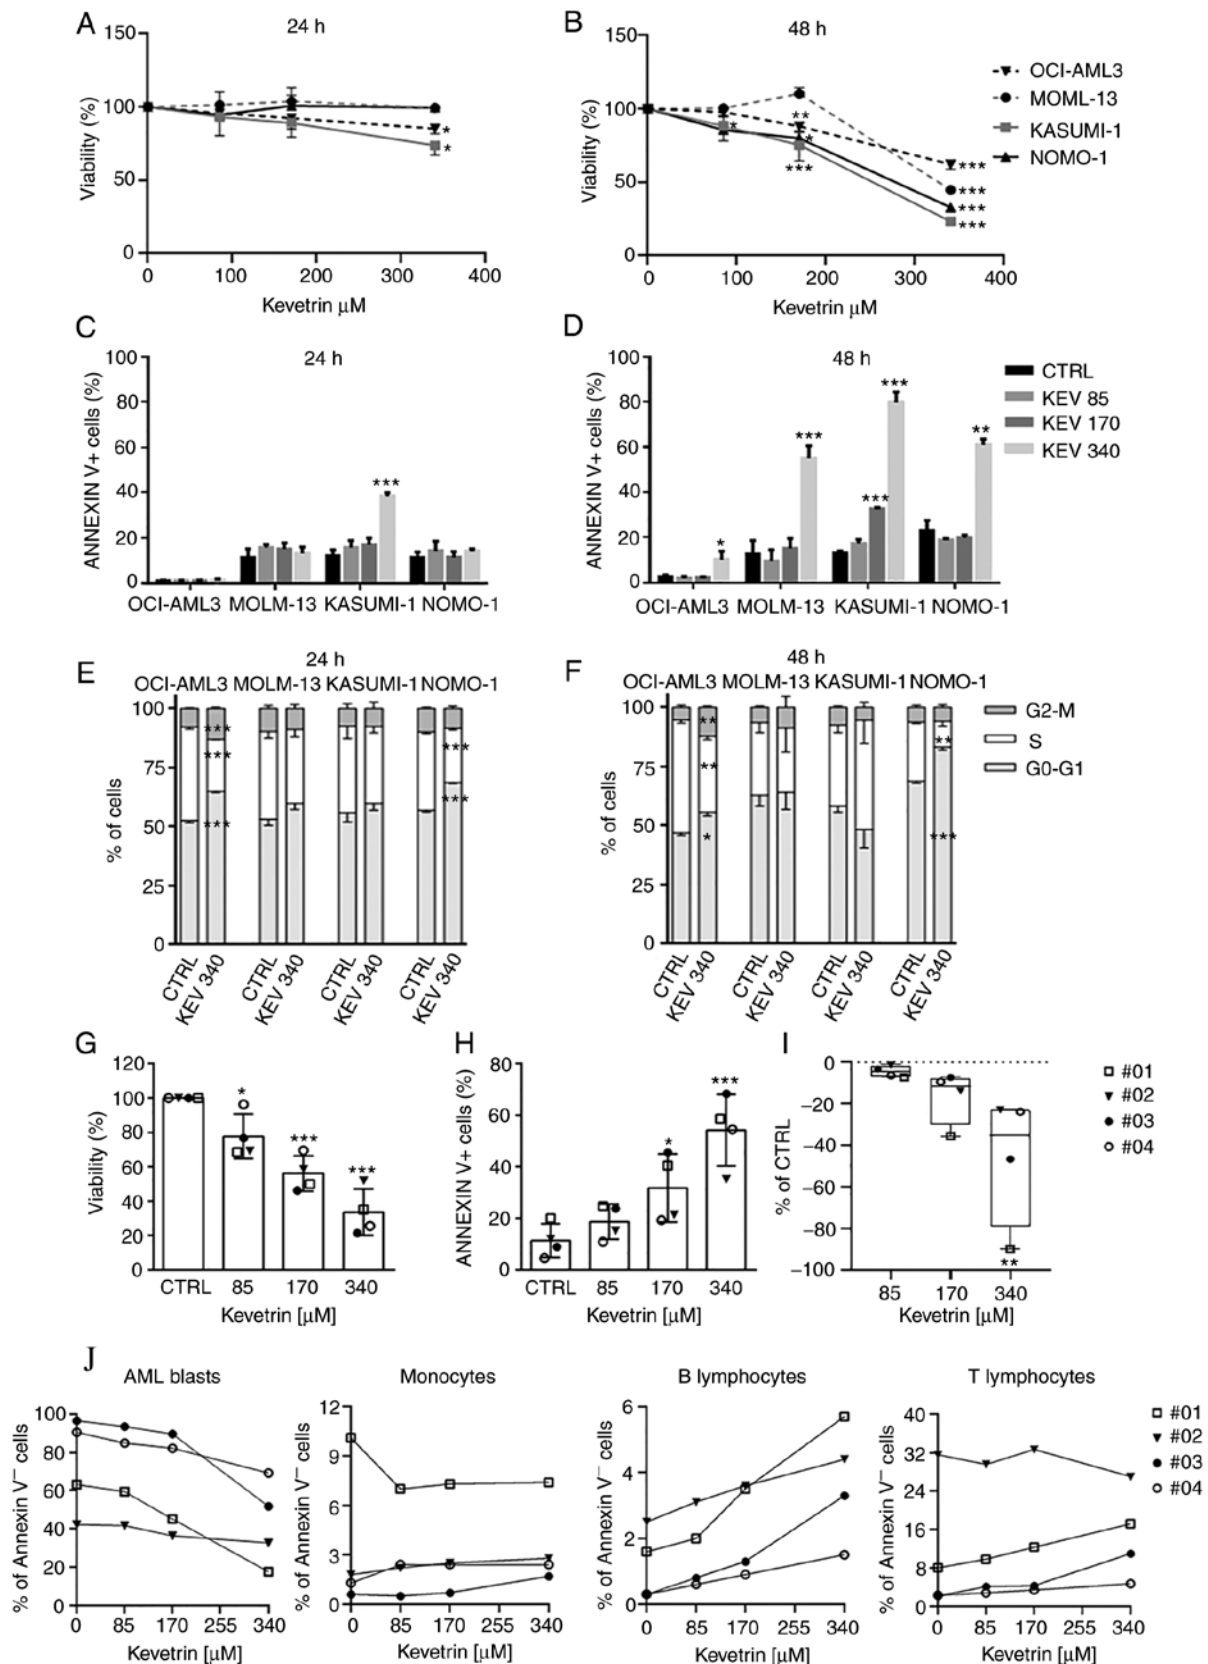 A
24 h
150
100
50
0
Viability (%)
* 
*
0 100 200 300 400
Kevetrin μM
B
48 h
150
100
50
0
Viability (%)
*
**
*
***
***
***
***
***
0 100 200 300 400
Kevetrin μM
OCI-AML3
MOML-13
KASUMI-1
NOMO-1
C
24 h
100
80
60
40
20
0
ANNEXIN V+ cells (%)
***
OCI-AML3 MOLM-13 KASUMI-1 NOMO-1
D
48 h
100
80
60
40
20
0
ANNEXIN V+ cells (%)
*
***
***
***
**
OCI-AML3 MOLM-13 KASUMI-1 NOMO-1
CTRL
KEV 85
KEV 170
KEV 340
E
24 h
OCI-AML3 MOLM-13 KASUMI-1 NOMO-1
100
75
50
25
0
% of cells
***
***
***
***
***
CTRL KEV 340 CTRL KEV 340 CTRL KEV 340 CTRL KEV 340
F
48 h
OCI-AML3 MOLM-13 KASUMI-1 NOMO-1
100
75
50
25
0
% of cells
**
**
*
**
***
CTRL KEV 340 CTRL KEV 340 CTRL KEV 340 CTRL KEV 340
G2-M
S
G0-G1
G
120
100
80
60
40
20
0
Viability (%)
*
***
***
CTRL 85 170 340
Kevetrin [μM]
H
80
60
40
20
0
ANNEXIN V+ cells (%)
*
***
CTRL 85 170 340
Kevetrin [μM]
I
0
−20
−40
−60
−80
−100
% of CTRL
**
85 170 340
Kevetrin [μM]
#01
#02
#03
#04
J
AML blasts
100
80
60
40
20
0
% of Annexin V⁻ cells
0 85 170 255 340
Kevetrin [μM]
Monocytes
12
9
6
3
0
% of Annexin V⁻ cells
0 85 170 255 340
Kevetrin [μM]
B lymphocytes
6
4
2
0
% of Annexin V⁻ cells
0 85 170 255 340
Kevetrin [μM]
T lymphocytes
40
32
24
16
8
0
% of Annexin V⁻ cells
0 85 170 255 340
Kevetrin [μM]
#01
#02
#03
#04